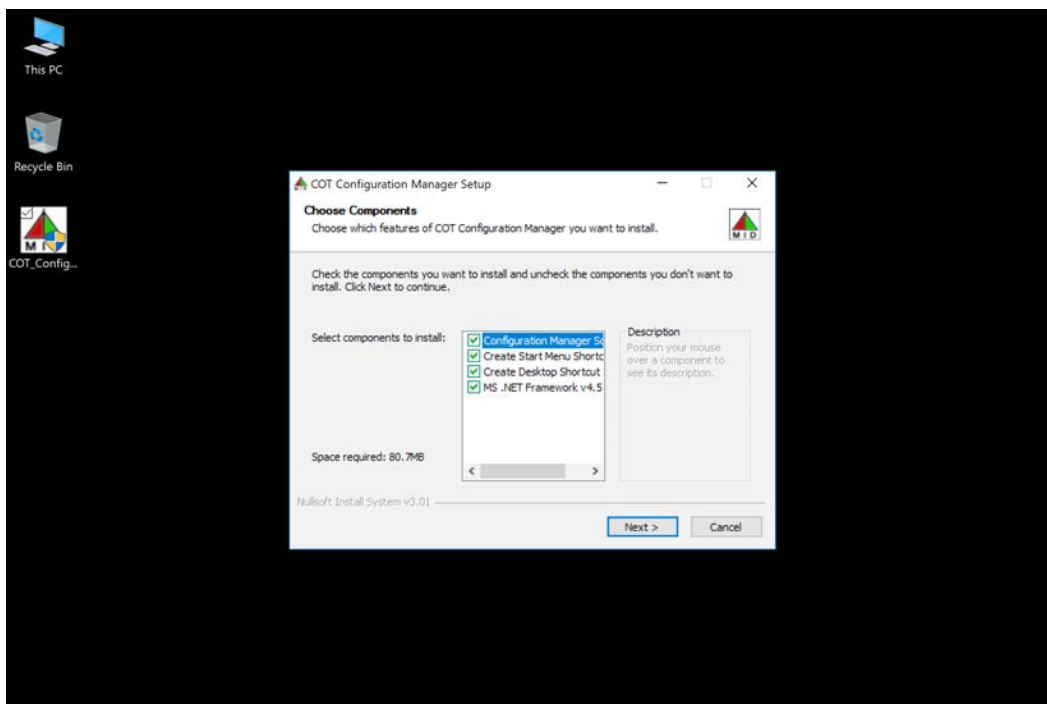 This PC
Recycle Bin
MID
COT_Config...
COT Configuration Manager Setup
Choose Components
Choose which features of COT Configuration Manager you want to install.
MID
Check the components you want to install and uncheck the components you don't want to
install. Click Next to continue.
Select components to install:
Configuration Manager So
Create Start Menu Shortc
Create Desktop Shortcut
MS .NET Framework v4.5
Description
Position your mouse
over a component to
see its description.
Space required: 80.7MB
Nullsoft Install System v3.01
Next >
Cancel